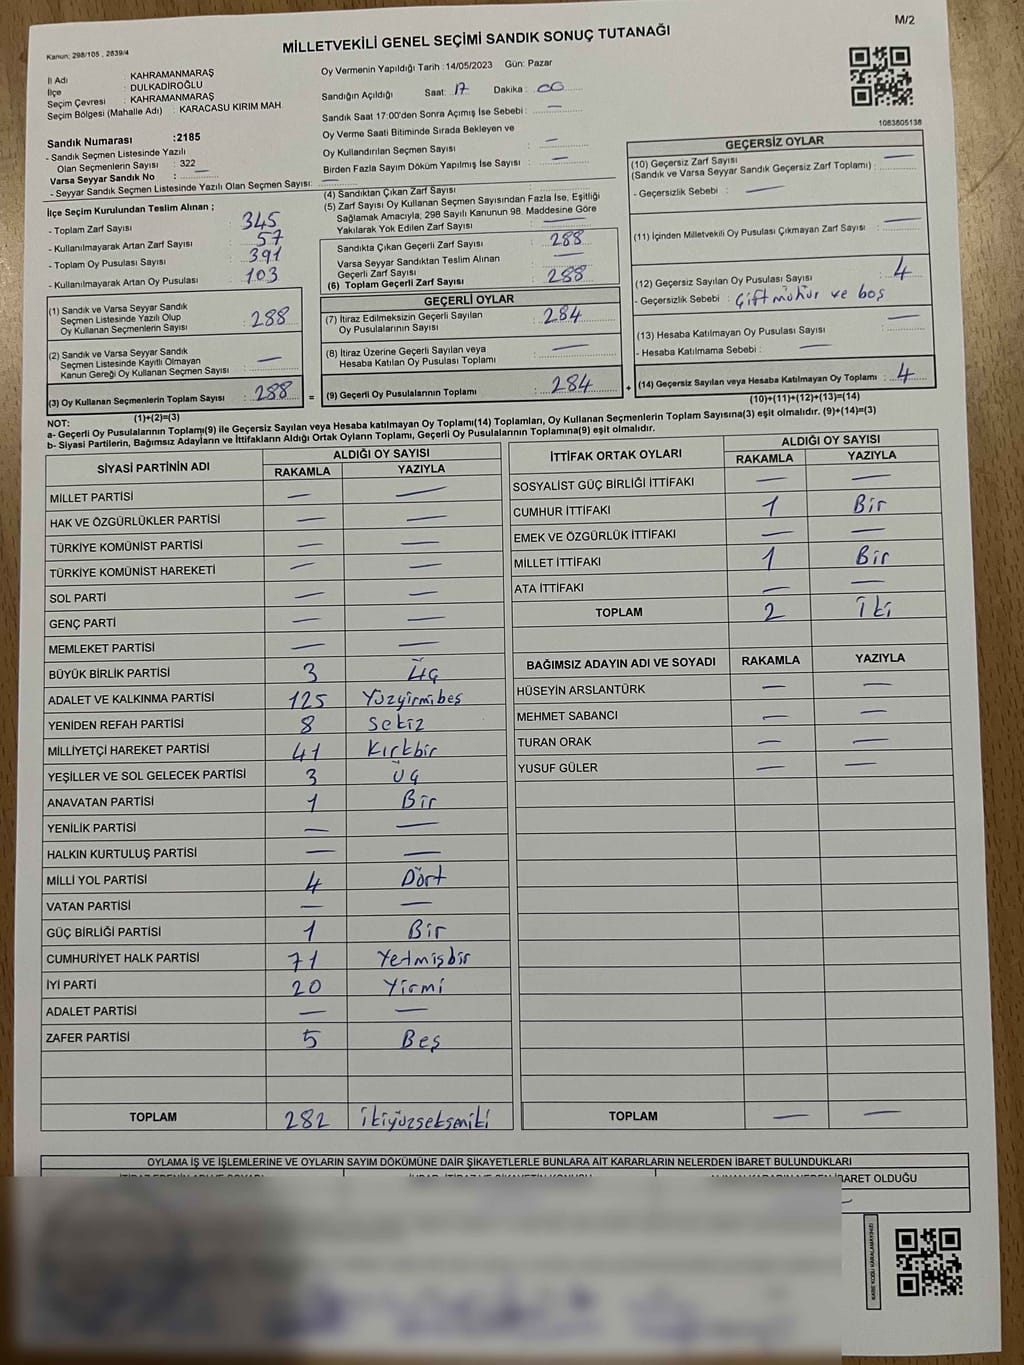 M/2
Kanun: 298/105 , 2839/4
MİLLETVEKİLİ GENEL SEÇİMİ SANDIK SONUÇ TUTANAĞI
İl Adı : KAHRAMANMARAŞ
İlçe : DULKADİROĞLU
Seçim Çevresi : KAHRAMANMARAŞ
Seçim Bölgesi (Mahalle Adı) : KARACASU KIRIM MAH.
Sandık Numarası :2185
- Sandık Seçmen Listesinde Yazılı
Olan Seçmenlerin Sayısı : 322
Varsa Seyyar Sandık No : —
- Seyyar Sandık Seçmen Listesinde Yazılı Olan Seçmen Sayısı: —
Oy Vermenin Yapıldığı Tarih :14/05/2023 Gün: Pazar
Sandığın Açıldığı Saat: 17 Dakika : 00
Sandık Saat 17:00'den Sonra Açımış İse Sebebi : —
Oy Verme Saati Bitiminde Sırada Bekleyen ve
Oy Kullandırılan Seçmen Sayısı : —
Birden Fazla Sayım Döküm Yapılmış İse Sayısı : —
1083805138
İlçe Seçim Kurulundan Teslim Alınan ;
- Toplam Zarf Sayısı : 345
- Kullanılmayarak Artan Zarf Sayısı : 57
- Toplam Oy Pusulası Sayısı : 391
- Kullanılmayarak Artan Oy Pusulası : 103
(1) Sandık ve Varsa Seyyar Sandık
Seçmen Listesinde Yazılı Olup
Oy Kullanan Seçmenlerin Sayısı : 288
(2) Sandık ve Varsa Seyyar Sandık
Seçmen Listesinde Kayıtlı Olmayan
Kanun Gereği Oy Kullanan Seçmen Sayısı : —
(3) Oy Kullanan Seçmenlerin Toplam Sayısı : 288
(1)+(2)=(3)
(4) Sandıktan Çıkan Zarf Sayısı :
(5) Zarf Sayısı Oy Kullanan Seçmen Sayısından Fazla İse, Eşitliği
Sağlamak Amacıyla, 298 Sayılı Kanunun 98. Maddesine Göre
Yakılarak Yok Edilen Zarf Sayısı : —
Sandıkta Çıkan Geçerli Zarf Sayısı : 288
Varsa Seyyar Sandıktan Teslim Alınan
Geçerli Zarf Sayısı : —
(6) Toplam Geçerli Zarf Sayısı : 288
GEÇERLİ OYLAR
(7) İtiraz Edilmeksizin Geçerli Sayılan
Oy Pusulalarının Sayısı : 284
(8) İtiraz Üzerine Geçerli Sayılan veya
Hesaba Katılan Oy Pusulası Toplamı : —
= (9) Geçerli Oy Pusulalarının Toplamı : 284
GEÇERSİZ OYLAR
(10) Geçersiz Zarf Sayısı
(Sandık ve Varsa Seyyar Sandık Geçersiz Zarf Toplamı) : —
- Geçersizlik Sebebi : —
(11) İçinden Milletvekili Oy Pusulası Çıkmayan Zarf Sayısı : —
(12) Geçersiz Sayılan Oy Pusulası Sayısı : 4
- Geçersizlik Sebebi : Çift mühür ve boş
(13) Hesaba Katılmayan Oy Pusulası Sayısı : —
- Hesaba Katılmama Sebebi : —
+ (14) Geçersiz Sayılan veya Hesaba Katılmayan Oy Toplamı : 4
(10)+(11)+(12)+(13)=(14)
NOT:
a- Geçerli Oy Pusulalarının Toplamı(9) ile Geçersiz Sayılan veya Hesaba katılmayan Oy Toplamı(14) Toplamları, Oy Kullanan Seçmenlerin Toplam Sayısına(3) eşit olmalıdır. (9)+(14)=(3)
b- Siyasi Partilerin, Bağımsız Adayların ve İttifakların Aldığı Ortak Oyların Toplamı, Geçerli Oy Pusulalarının Toplamına(9) eşit olmalıdır.
SİYASİ PARTİNİN ADI ALDIĞI OY SAYISI
RAKAMLA YAZIYLA
MİLLET PARTİSİ — —
HAK VE ÖZGÜRLÜKLER PARTİSİ — —
TÜRKİYE KOMÜNİST PARTİSİ — —
TÜRKİYE KOMÜNİST HAREKETİ — —
SOL PARTİ — —
GENÇ PARTİ — —
MEMLEKET PARTİSİ — —
BÜYÜK BİRLİK PARTİSİ 3 Üç
ADALET VE KALKINMA PARTİSİ 125 Yüzyirmibeş
YENİDEN REFAH PARTİSİ 8 Sekiz
MİLLİYETÇİ HAREKET PARTİSİ 41 Kırkbir
YEŞİLLER VE SOL GELECEK PARTİSİ 3 Üç
ANAVATAN PARTİSİ 1 Bir
YENİLİK PARTİSİ — —
HALKIN KURTULUŞ PARTİSİ — —
MİLLİ YOL PARTİSİ 4 Dört
VATAN PARTİSİ — —
GÜÇ BİRLİĞİ PARTİSİ 1 Bir
CUMHURİYET HALK PARTİSİ 71 Yetmişbir
İYİ PARTİ 20 Yirmi
ADALET PARTİSİ — —
ZAFER PARTİSİ 5 Beş
TOPLAM 282 ikiyüzsekseniki
İTTİFAK ORTAK OYLARI ALDIĞI OY SAYISI
RAKAMLA YAZIYLA
SOSYALİST GÜÇ BİRLİĞİ İTTİFAKI — —
CUMHUR İTTİFAKI 1 Bir
EMEK VE ÖZGÜRLÜK İTTİFAKI — —
MİLLET İTTİFAKI 1 Bir
ATA İTTİFAKI — —
TOPLAM 2 İki
BAĞIMSIZ ADAYIN ADI VE SOYADI RAKAMLA YAZIYLA
HÜSEYİN ARSLANTÜRK — —
MEHMET SABANCI — —
TURAN ORAK — —
YUSUF GÜLER — —
TOPLAM — —
OYLAMA İŞ VE İŞLEMLERİNE VE OYLARIN SAYIM DÖKÜMÜNE DAİR ŞİKAYETLERLE BUNLARA AİT KARARLARIN NELERDEN İBARET BULUNDUKLARI
İBARET OLDUĞU
KARE KODU KARALAMAYINIZ!